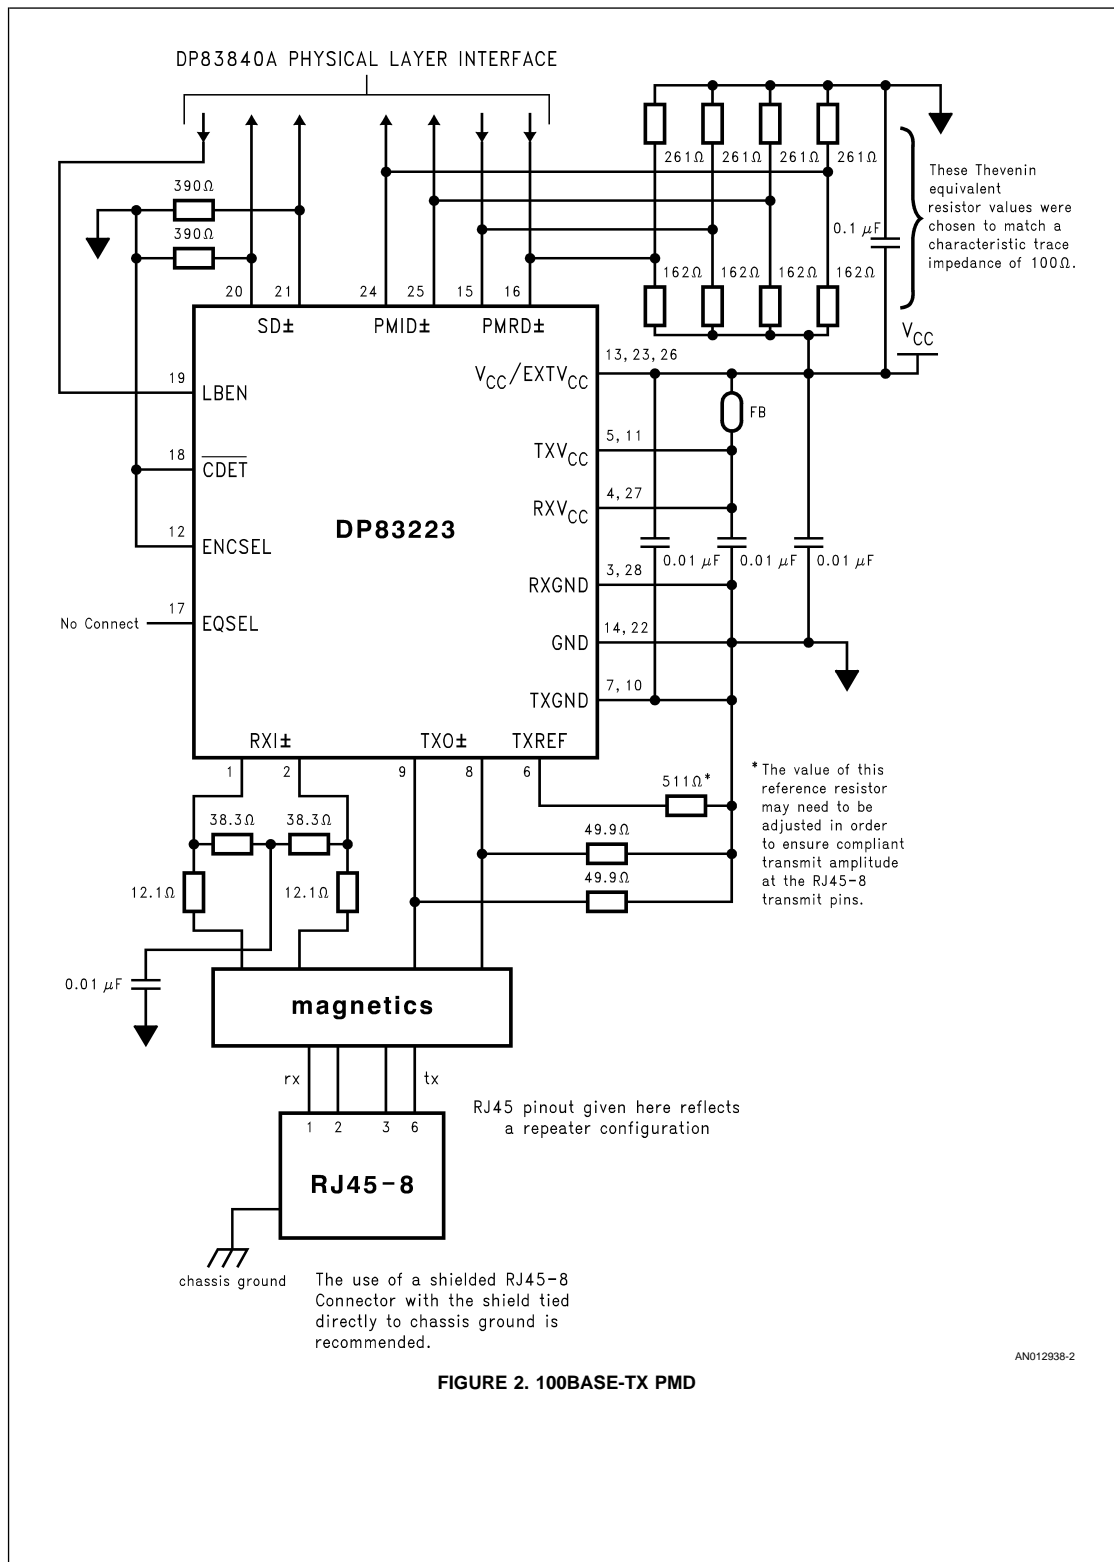 DP83840A PHYSICAL LAYER INTERFACE
261Ω 261Ω 261Ω 261Ω
These Thevenin
equivalent
resistor values were
chosen to match a
characteristic trace
impedance of 100Ω.
390Ω
390Ω
0.1 μF
162Ω 162Ω 162Ω 162Ω
20 21 24 25 15 16
SD± PMID± PMRD±
VCC
13, 23, 26
VCC/EXTVCC
19
LBEN
FB
5, 11
TXVCC
18
CDET
4, 27
RXVCC
DP83223
12
ENCSEL
0.01 μF 0.01 μF 0.01 μF
3, 28
RXGND
17
No Connect
EQSEL
14, 22
GND
7, 10
TXGND
RXI± TXO± TXREF
1 2 9 8 6
511Ω*
* The value of this
reference resistor
may need to be
adjusted in order
to ensure compliant
transmit amplitude
at the RJ45-8
transmit pins.
38.3Ω 38.3Ω
49.9Ω
49.9Ω
12.1Ω 12.1Ω
0.01 μF
magnetics
rx tx
RJ45 pinout given here reflects
a repeater configuration
1 2 3 6
RJ45-8
chassis ground
The use of a shielded RJ45-8
Connector with the shield tied
directly to chassis ground is
recommended.
AN012938-2
FIGURE 2. 100BASE-TX PMD